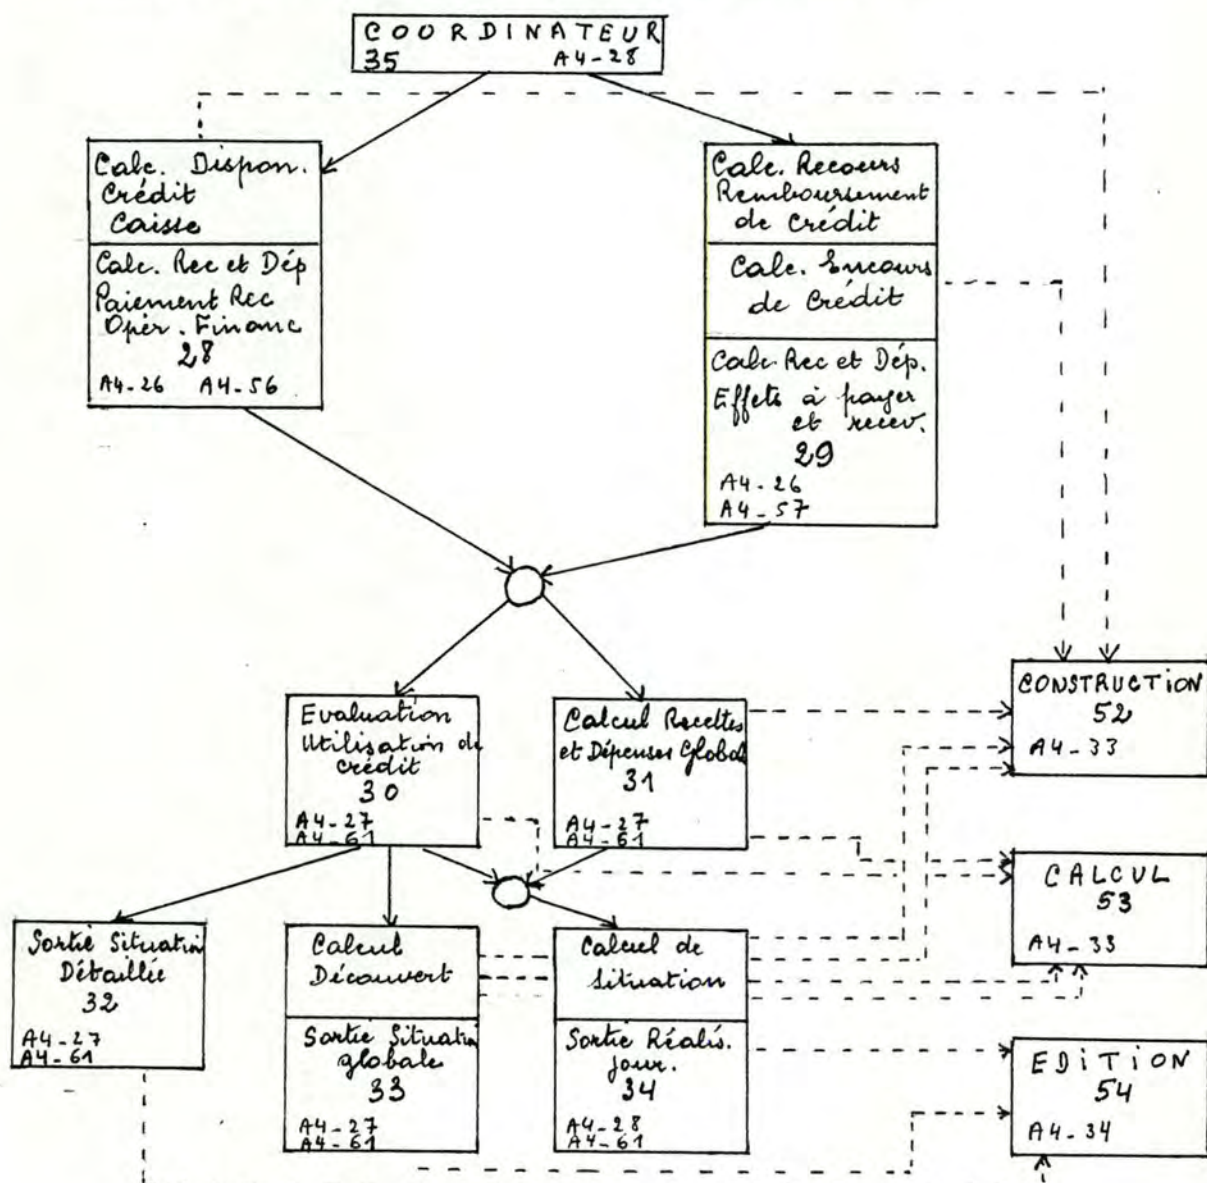 COORDINATEUR
35 A4-28
Calc. Dispon.
Crédit
Caisse
Calc. Rec et Dép
Paiement Rec
Opér. Financ
28
A4-26 A4-56
Calc. Recours
Remboursement
de Crédit
Calc. Encours
de Crédit
Calc. Rec et Dép.
Effets à payer
et recev.
29
A4-26
A4-57
Evaluation
Utilisation de
Crédit
30
A4-27
A4-61
Calcul Recettes
et Dépenses Global
31
A4-27
A4-61
CONSTRUCTION
52
A4-33
CALCUL
53
A4-33
Sortie Situation
Détaillée
32
A4-27
A4-61
Calcul
Découvert
Sortie Situation
globale
33
A4-27
A4-61
Calcul de
Situation
Sortie Réalis.
jour.
34
A4-28
A4-61
EDITION
54
A4-34